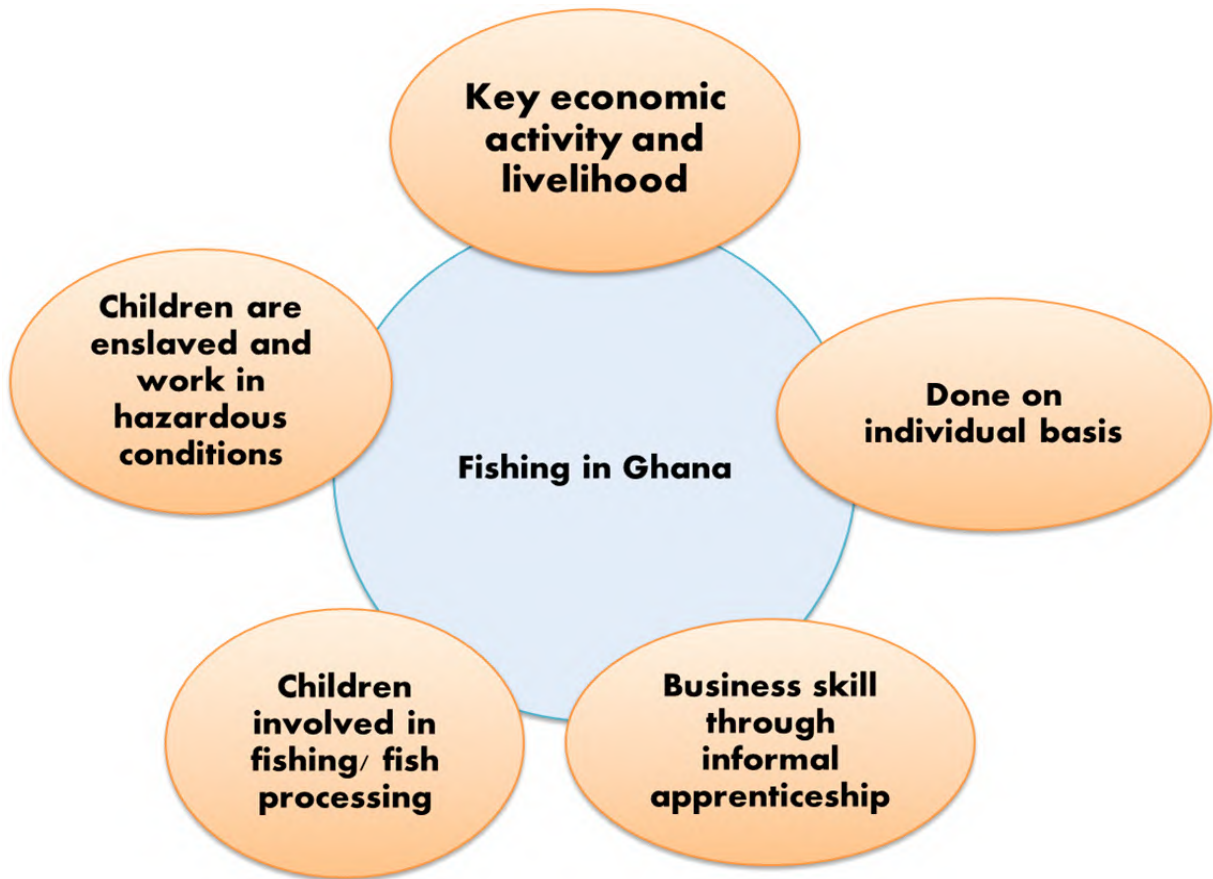 Key economic
activity and
livelihood
Children are
enslaved and
work in
hazardous
conditions
Done on
individual basis
Fishing in Ghana
Children
involved in
fishing/ fish
processing
Business skill
through
informal
apprenticeship